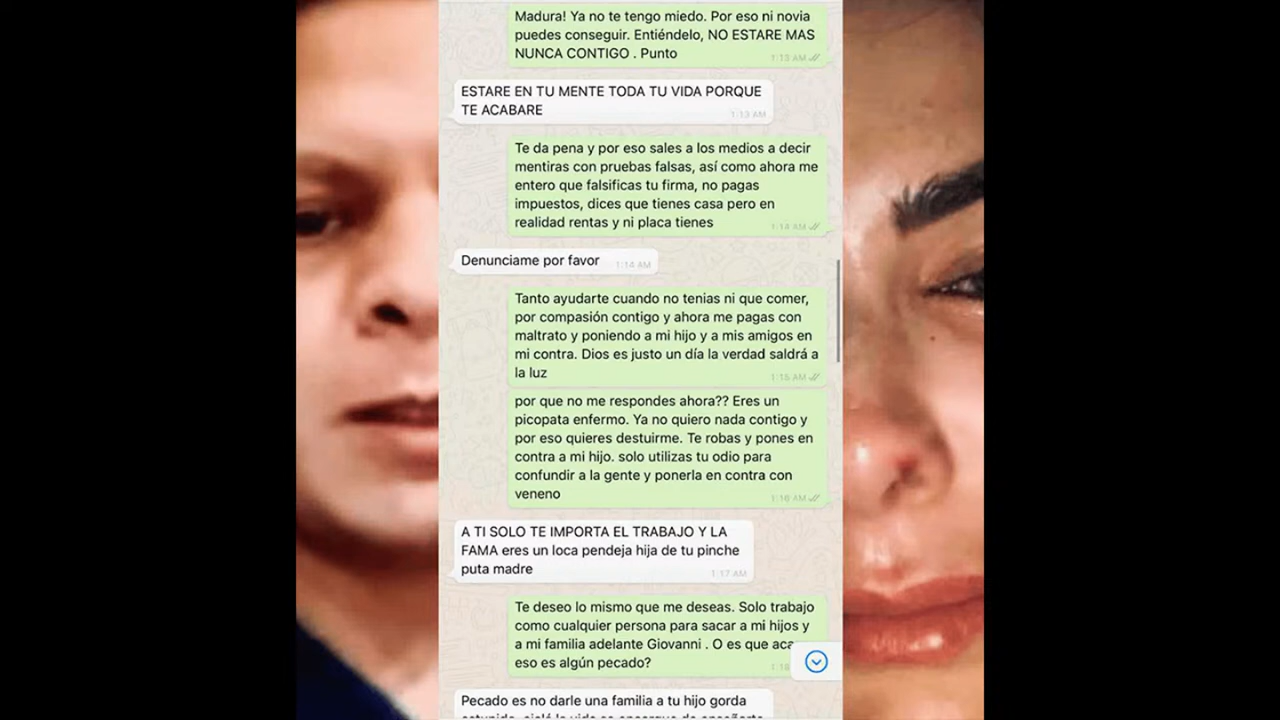 Madura! Ya no te tengo miedo. Por eso ni novia
puedes conseguir. Entiéndelo, NO ESTARE MAS
NUNCA CONTIGO . Punto
1:13 AM
ESTARE EN TU MENTE TODA TU VIDA PORQUE
TE ACABARE
1:13 AM
Te da pena y por eso sales a los medios a decir
mentiras con pruebas falsas, así como ahora me
entero que falsificas tu firma, no pagas
impuestos, dices que tienes casa pero en
realidad rentas y ni placa tienes
1:14 AM
Denunciame por favor
1:14 AM
Tanto ayudarte cuando no tenias ni que comer,
por compasión contigo y ahora me pagas con
maltrato y poniendo a mi hijo y a mis amigos en
mi contra. Dios es justo un día la verdad saldrá a
la luz
1:15 AM
por que no me respondes ahora?? Eres un
picopata enfermo. Ya no quiero nada contigo y
por eso quieres destuirme. Te robas y pones en
contra a mi hijo. solo utilizas tu odio para
confundir a la gente y ponerla en contra con
veneno
1:16 AM
A TI SOLO TE IMPORTA EL TRABAJO Y LA
FAMA eres un loca pendeja hija de tu pinche
puta madre
1:17 AM
Te deseo lo mismo que me deseas. Solo trabajo
como cualquier persona para sacar a mi hijos y
a mi familia adelante Giovanni . O es que aca
eso es algún pecado?
Pecado es no darle una familia a tu hijo gorda